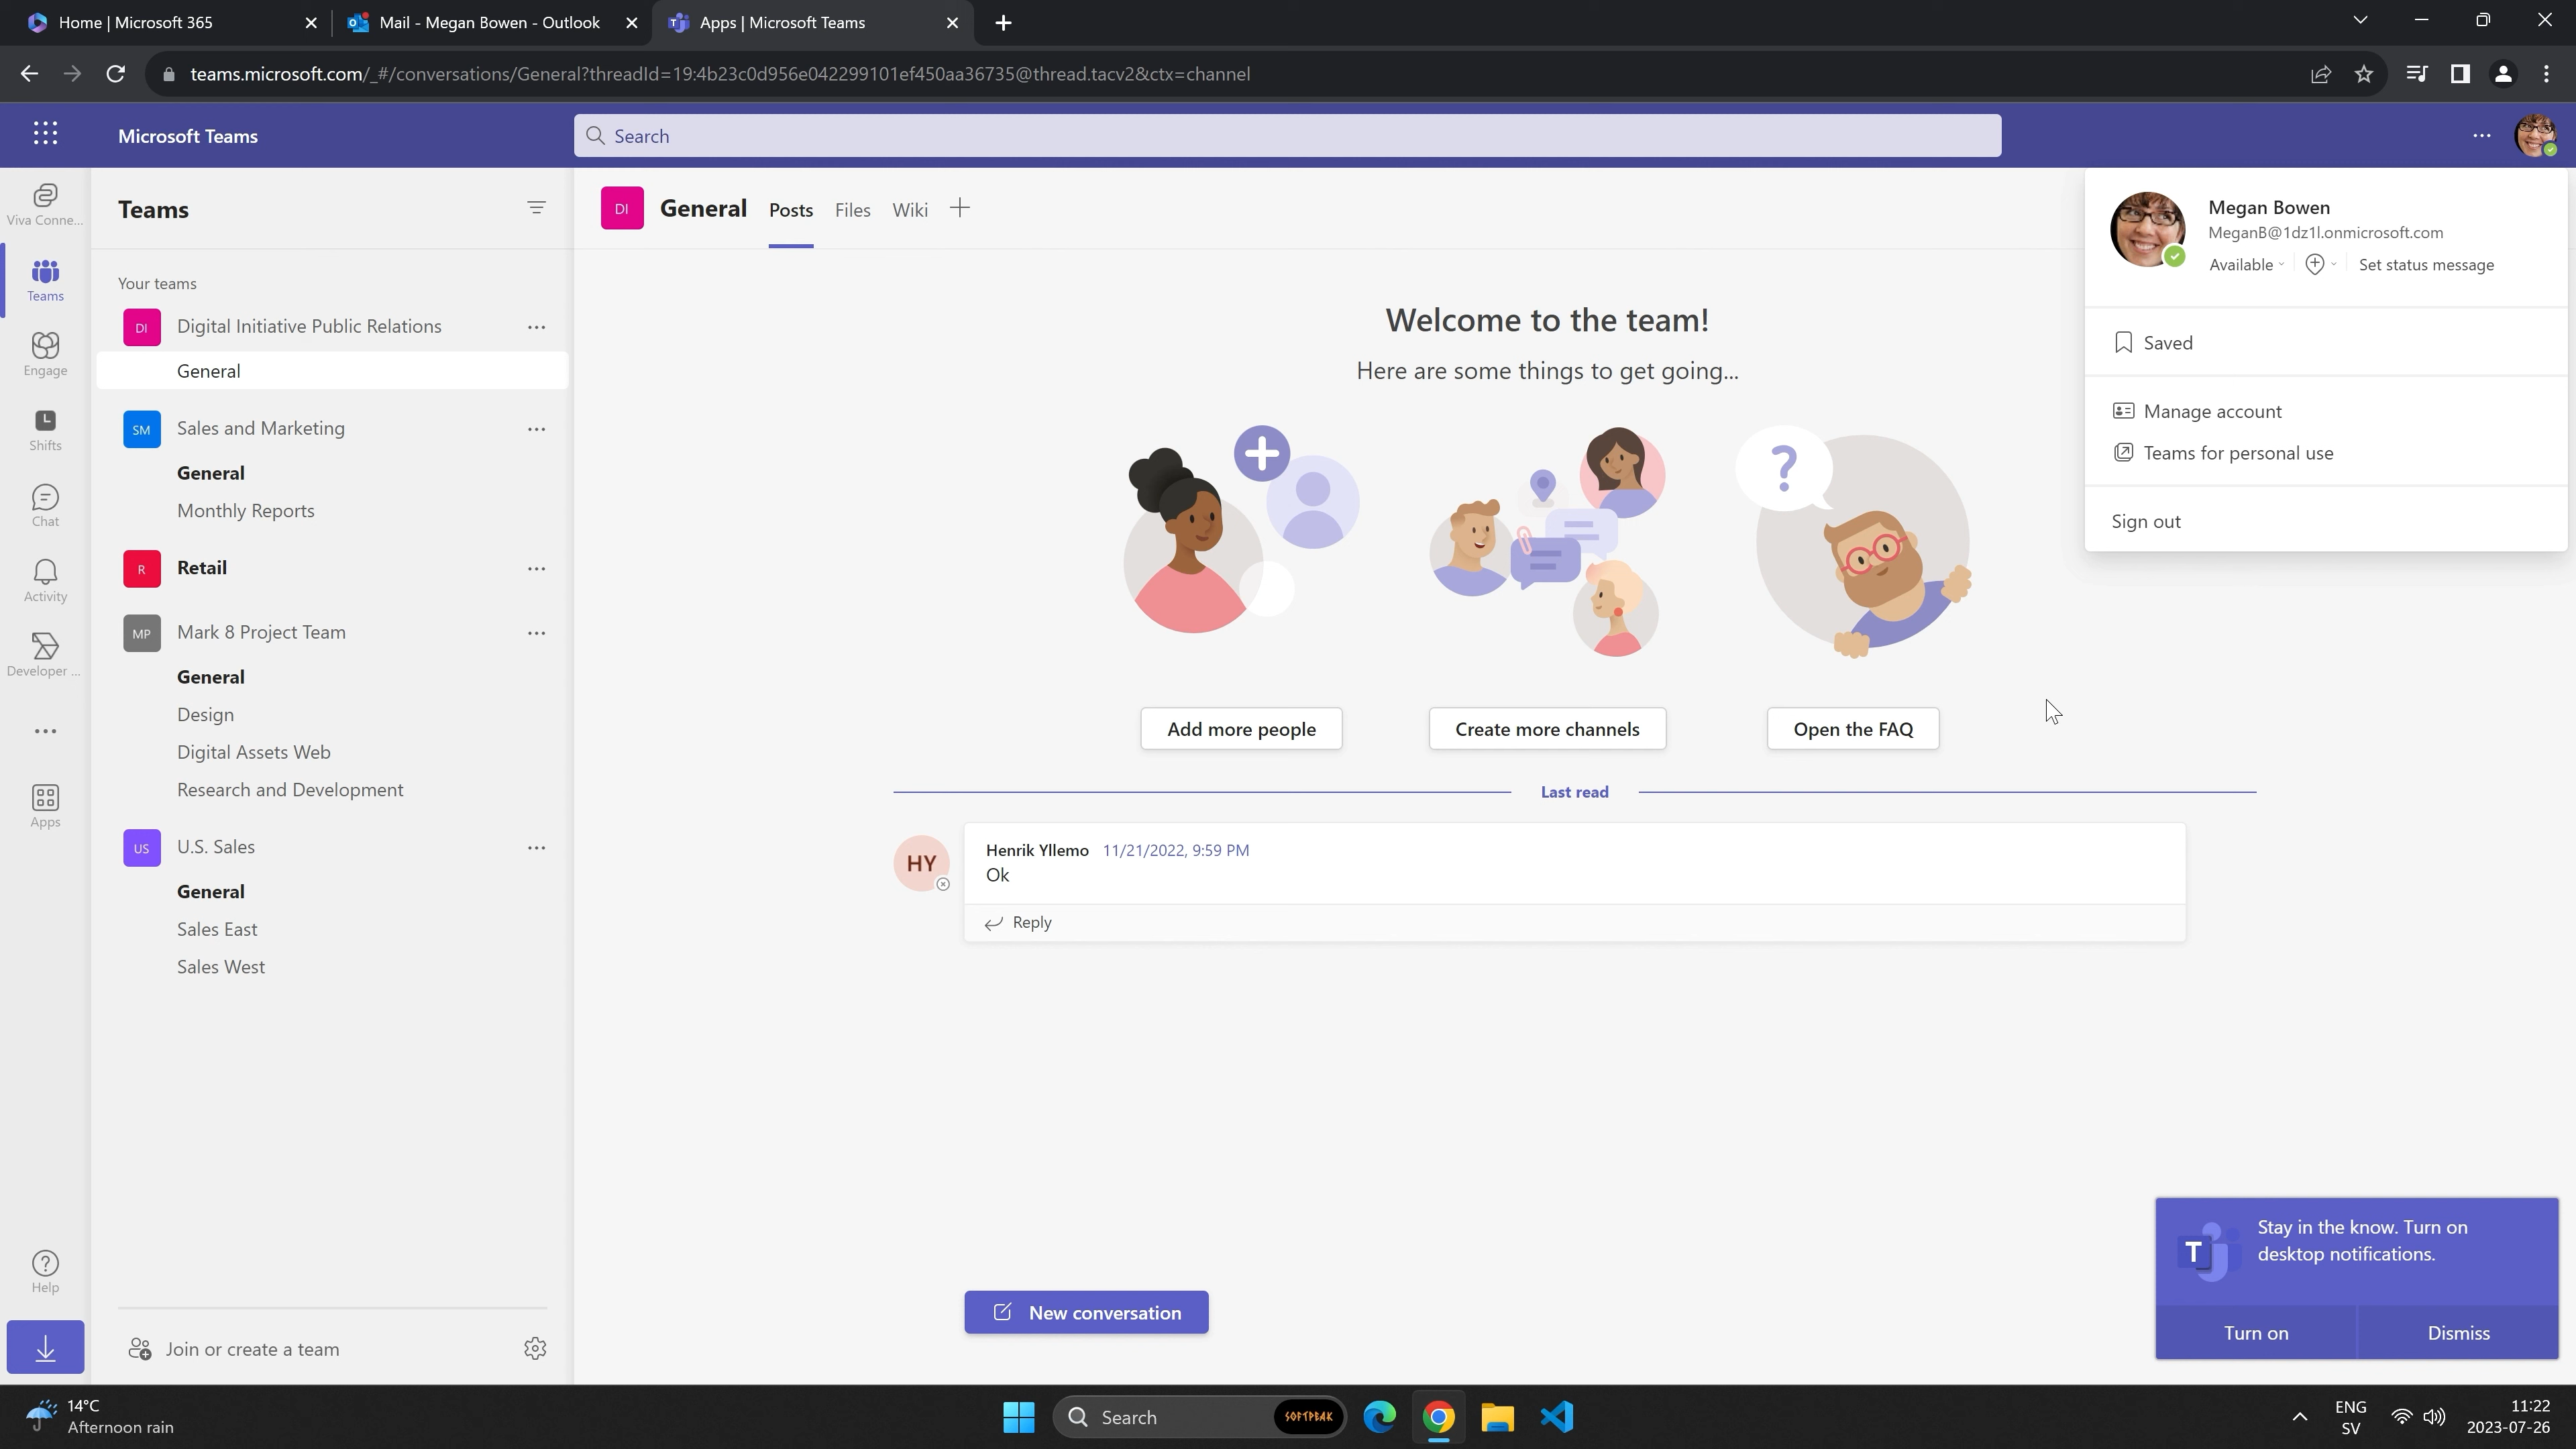 Home | Microsoft 365
Mail - Megan Bowen - Outlook
Apps | Microsoft Teams
teams.microsoft.com/_#/conversations/General?threadId=19:4b23c0d956e042299101ef450aa36735@thread.tacv2&ctx=channel
Microsoft Teams
Search
Viva Conne...
Teams
Engage
Shifts
Chat
Activity
Developer ...
Apps
Help
Teams
Your teams
DI Digital Initiative Public Relations
General
SM Sales and Marketing
General
Monthly Reports
R Retail
MP Mark 8 Project Team
General
Design
Digital Assets Web
Research and Development
US U.S. Sales
General
Sales East
Sales West
Join or create a team
DI General Posts Files Wiki
Welcome to the team!
Here are some things to get going...
Add more people
Create more channels
Open the FAQ
Last read
HY
Henrik Yllemo 11/21/2022, 9:59 PM
Ok
Reply
New conversation
Megan Bowen
MeganB@1dz1l.onmicrosoft.com
Available
Set status message
Saved
Manage account
Teams for personal use
Sign out
T
Stay in the know. Turn on
desktop notifications.
Turn on
Dismiss
14°C
Afternoon rain
Search
SOFTPEAK
ENG
SV
11:22
2023-07-26